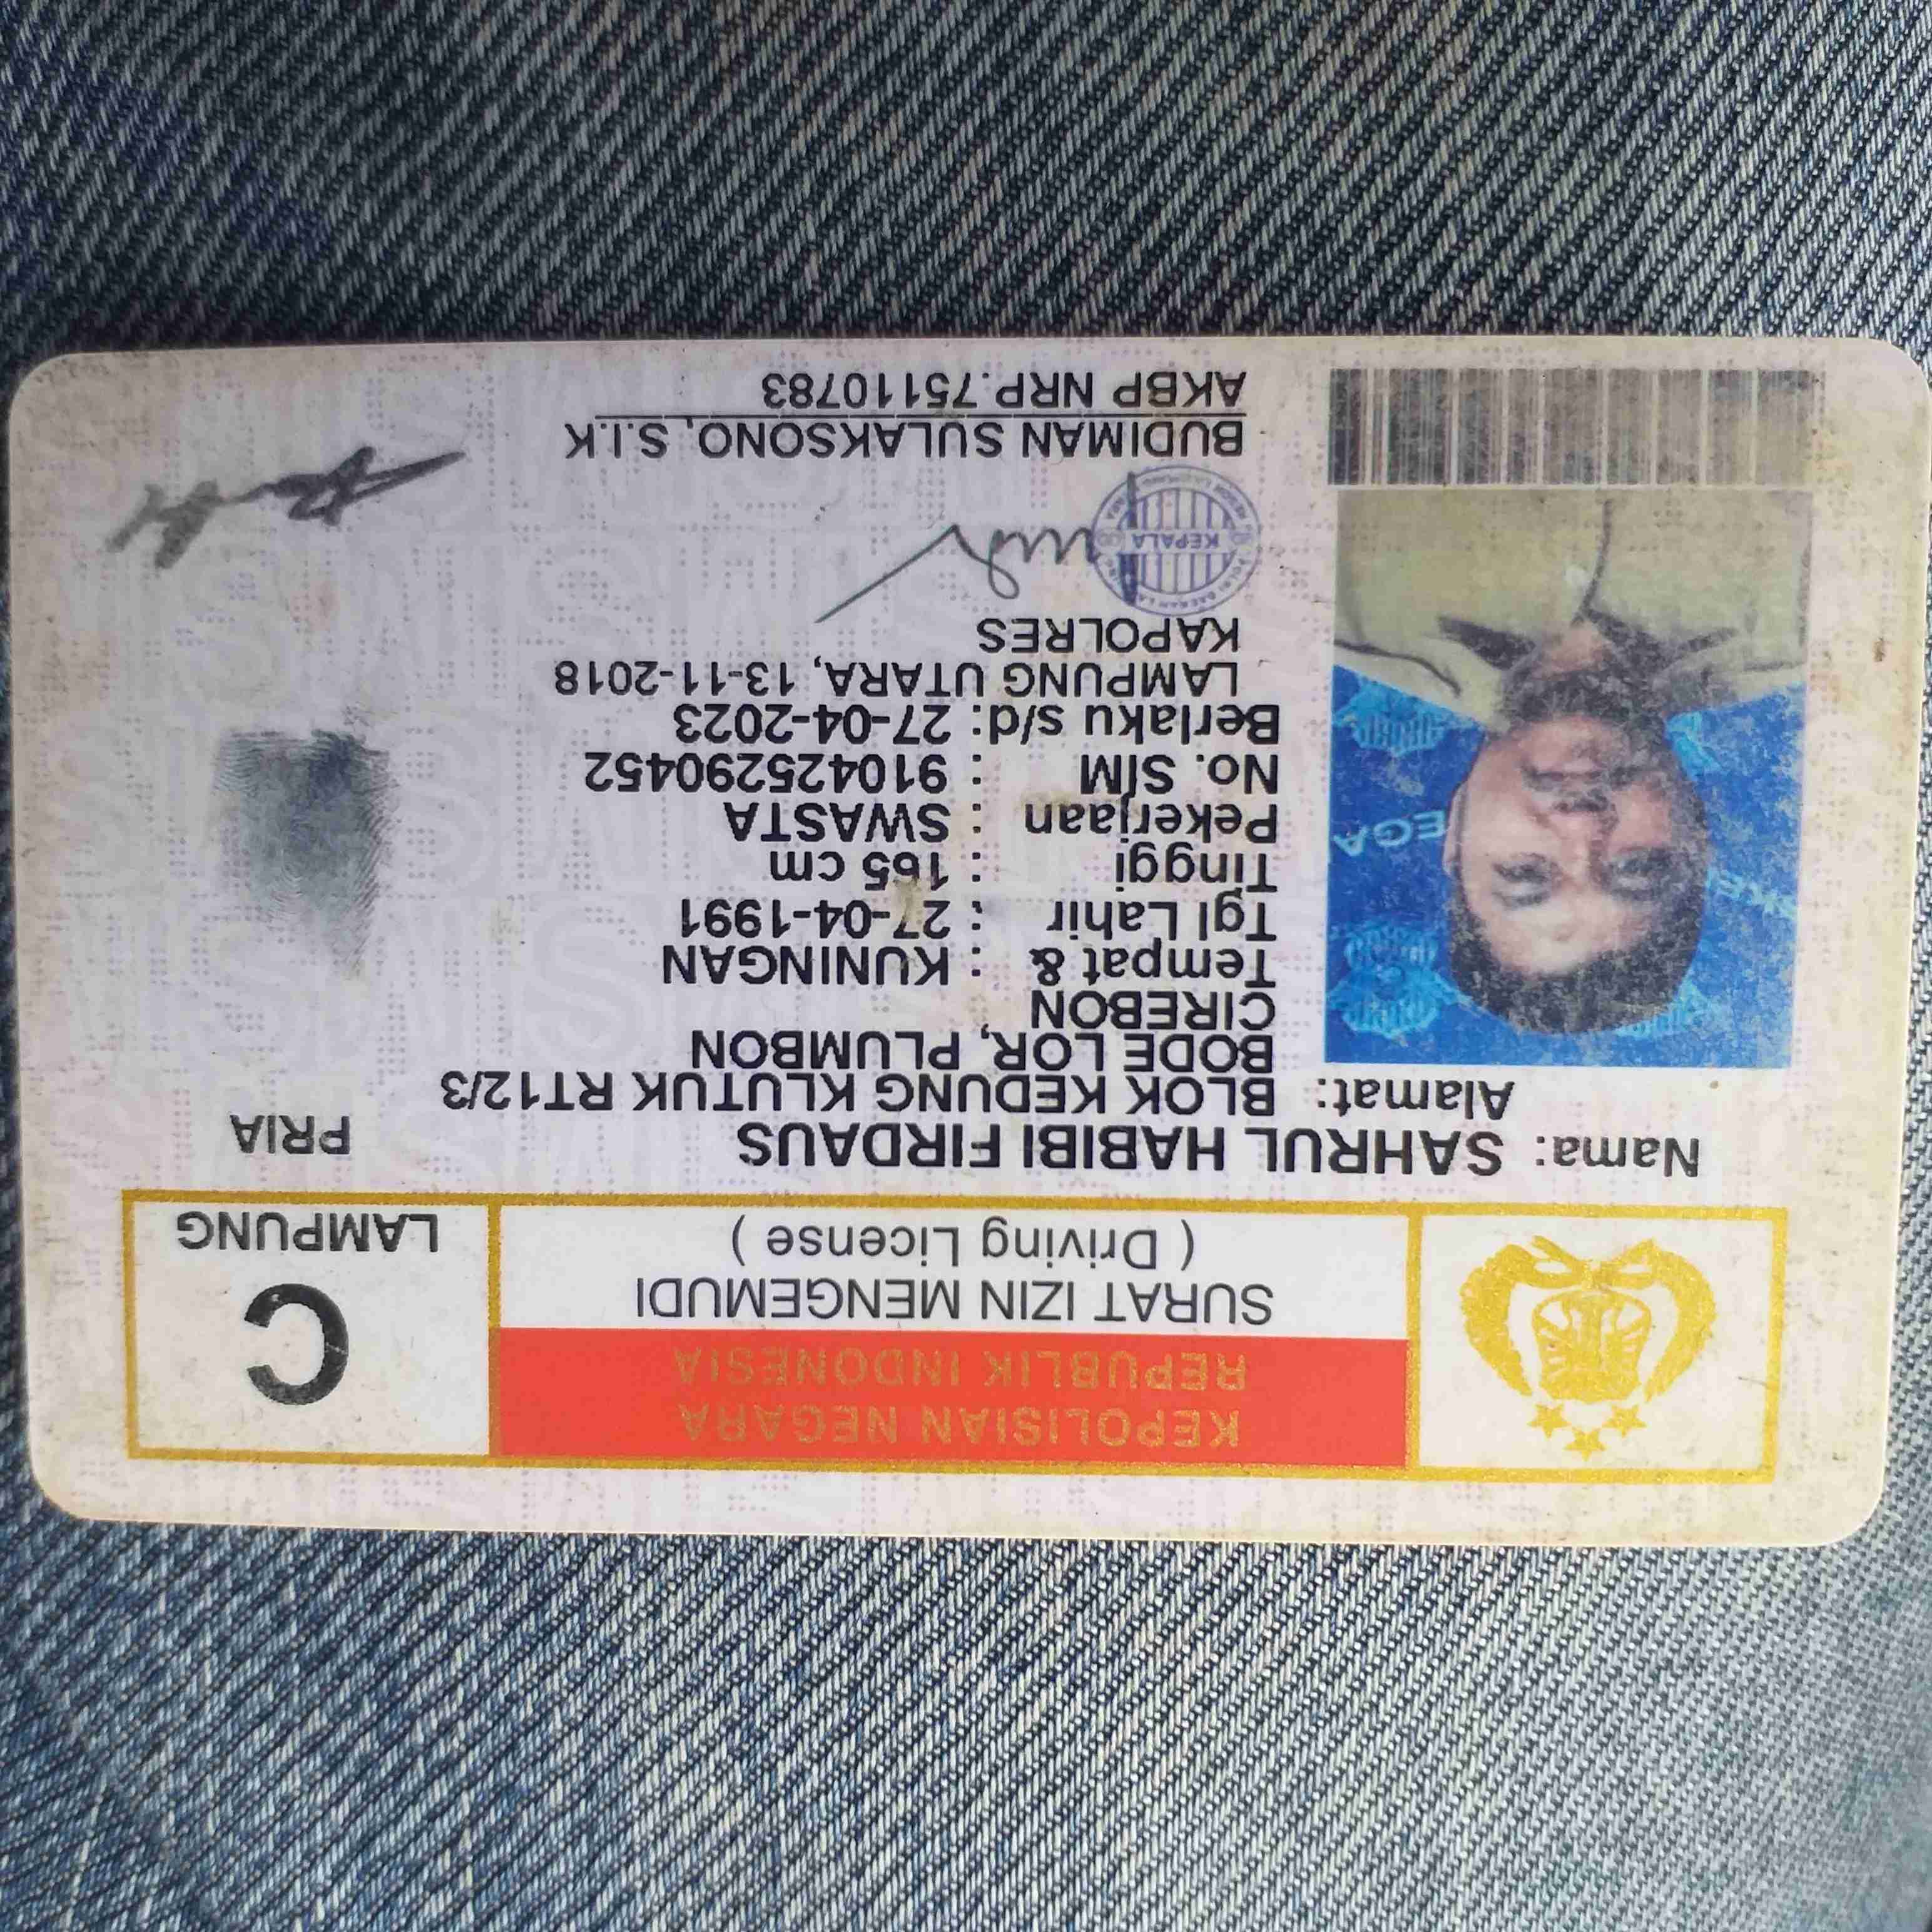 KEPOLISIAN NEGARA
REPUBLIK INDONESIA
SURAT IZIN MENGEMUDI
( Driving License )
C
LAMPUNG
Nama: SAHRUL HABIBI FIRDAUS
PRIA
Alamat: BLOK KEDUNG KLUTUK RT12/3
BODE LOR, PLUMBON
CIREBON
Tempat & : KUNINGAN
Tgl Lahir : 27-04-1991
Tinggi : 165 cm
Pekerjaan : SWASTA
No. SIM : 910425290452
Berlaku s/d: 27-04-2023
LAMPUNG UTARA, 13-11-2018
KAPOLRES
KEPALA
BUDIMAN SULAKSONO, S.I.K
AKBP NRP.75110783